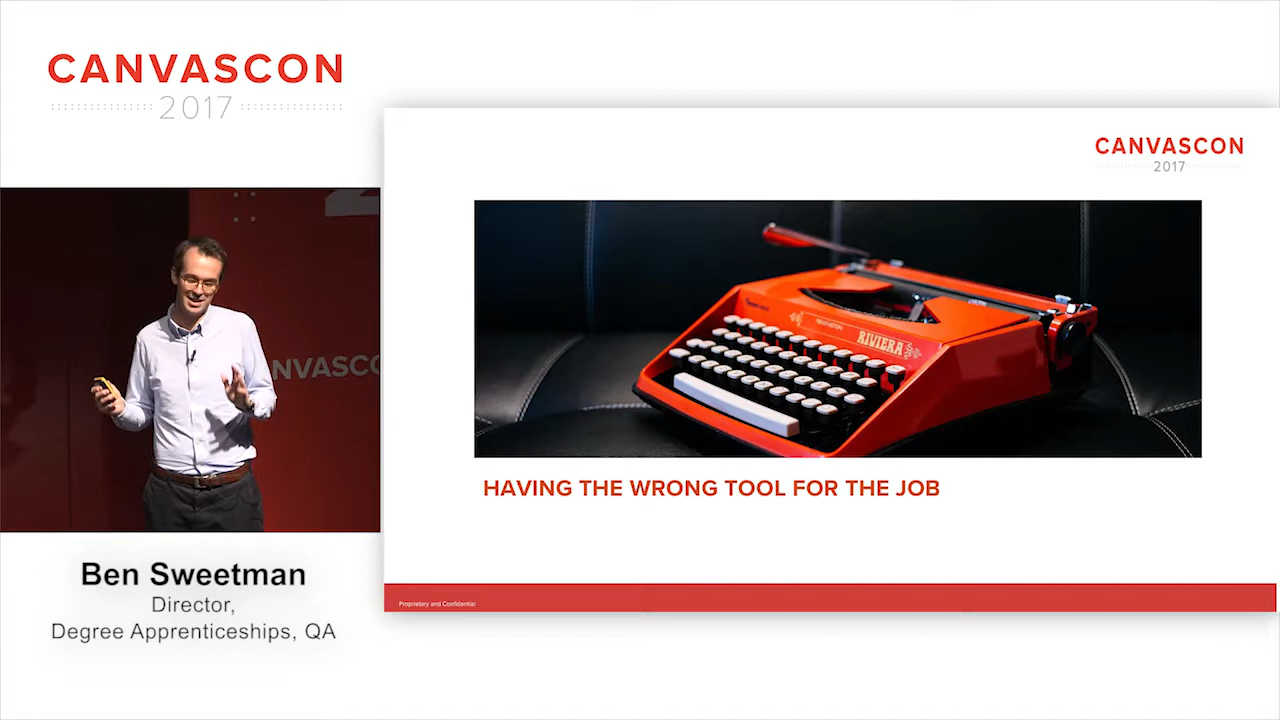 CANVASCON
2017
CANVASCON
2017
RIVIERA
NVASCO
HAVING THE WRONG TOOL FOR THE JOB
Ben Sweetman
Director,
Degree Apprenticeships, QA
Proprietary and Confidential